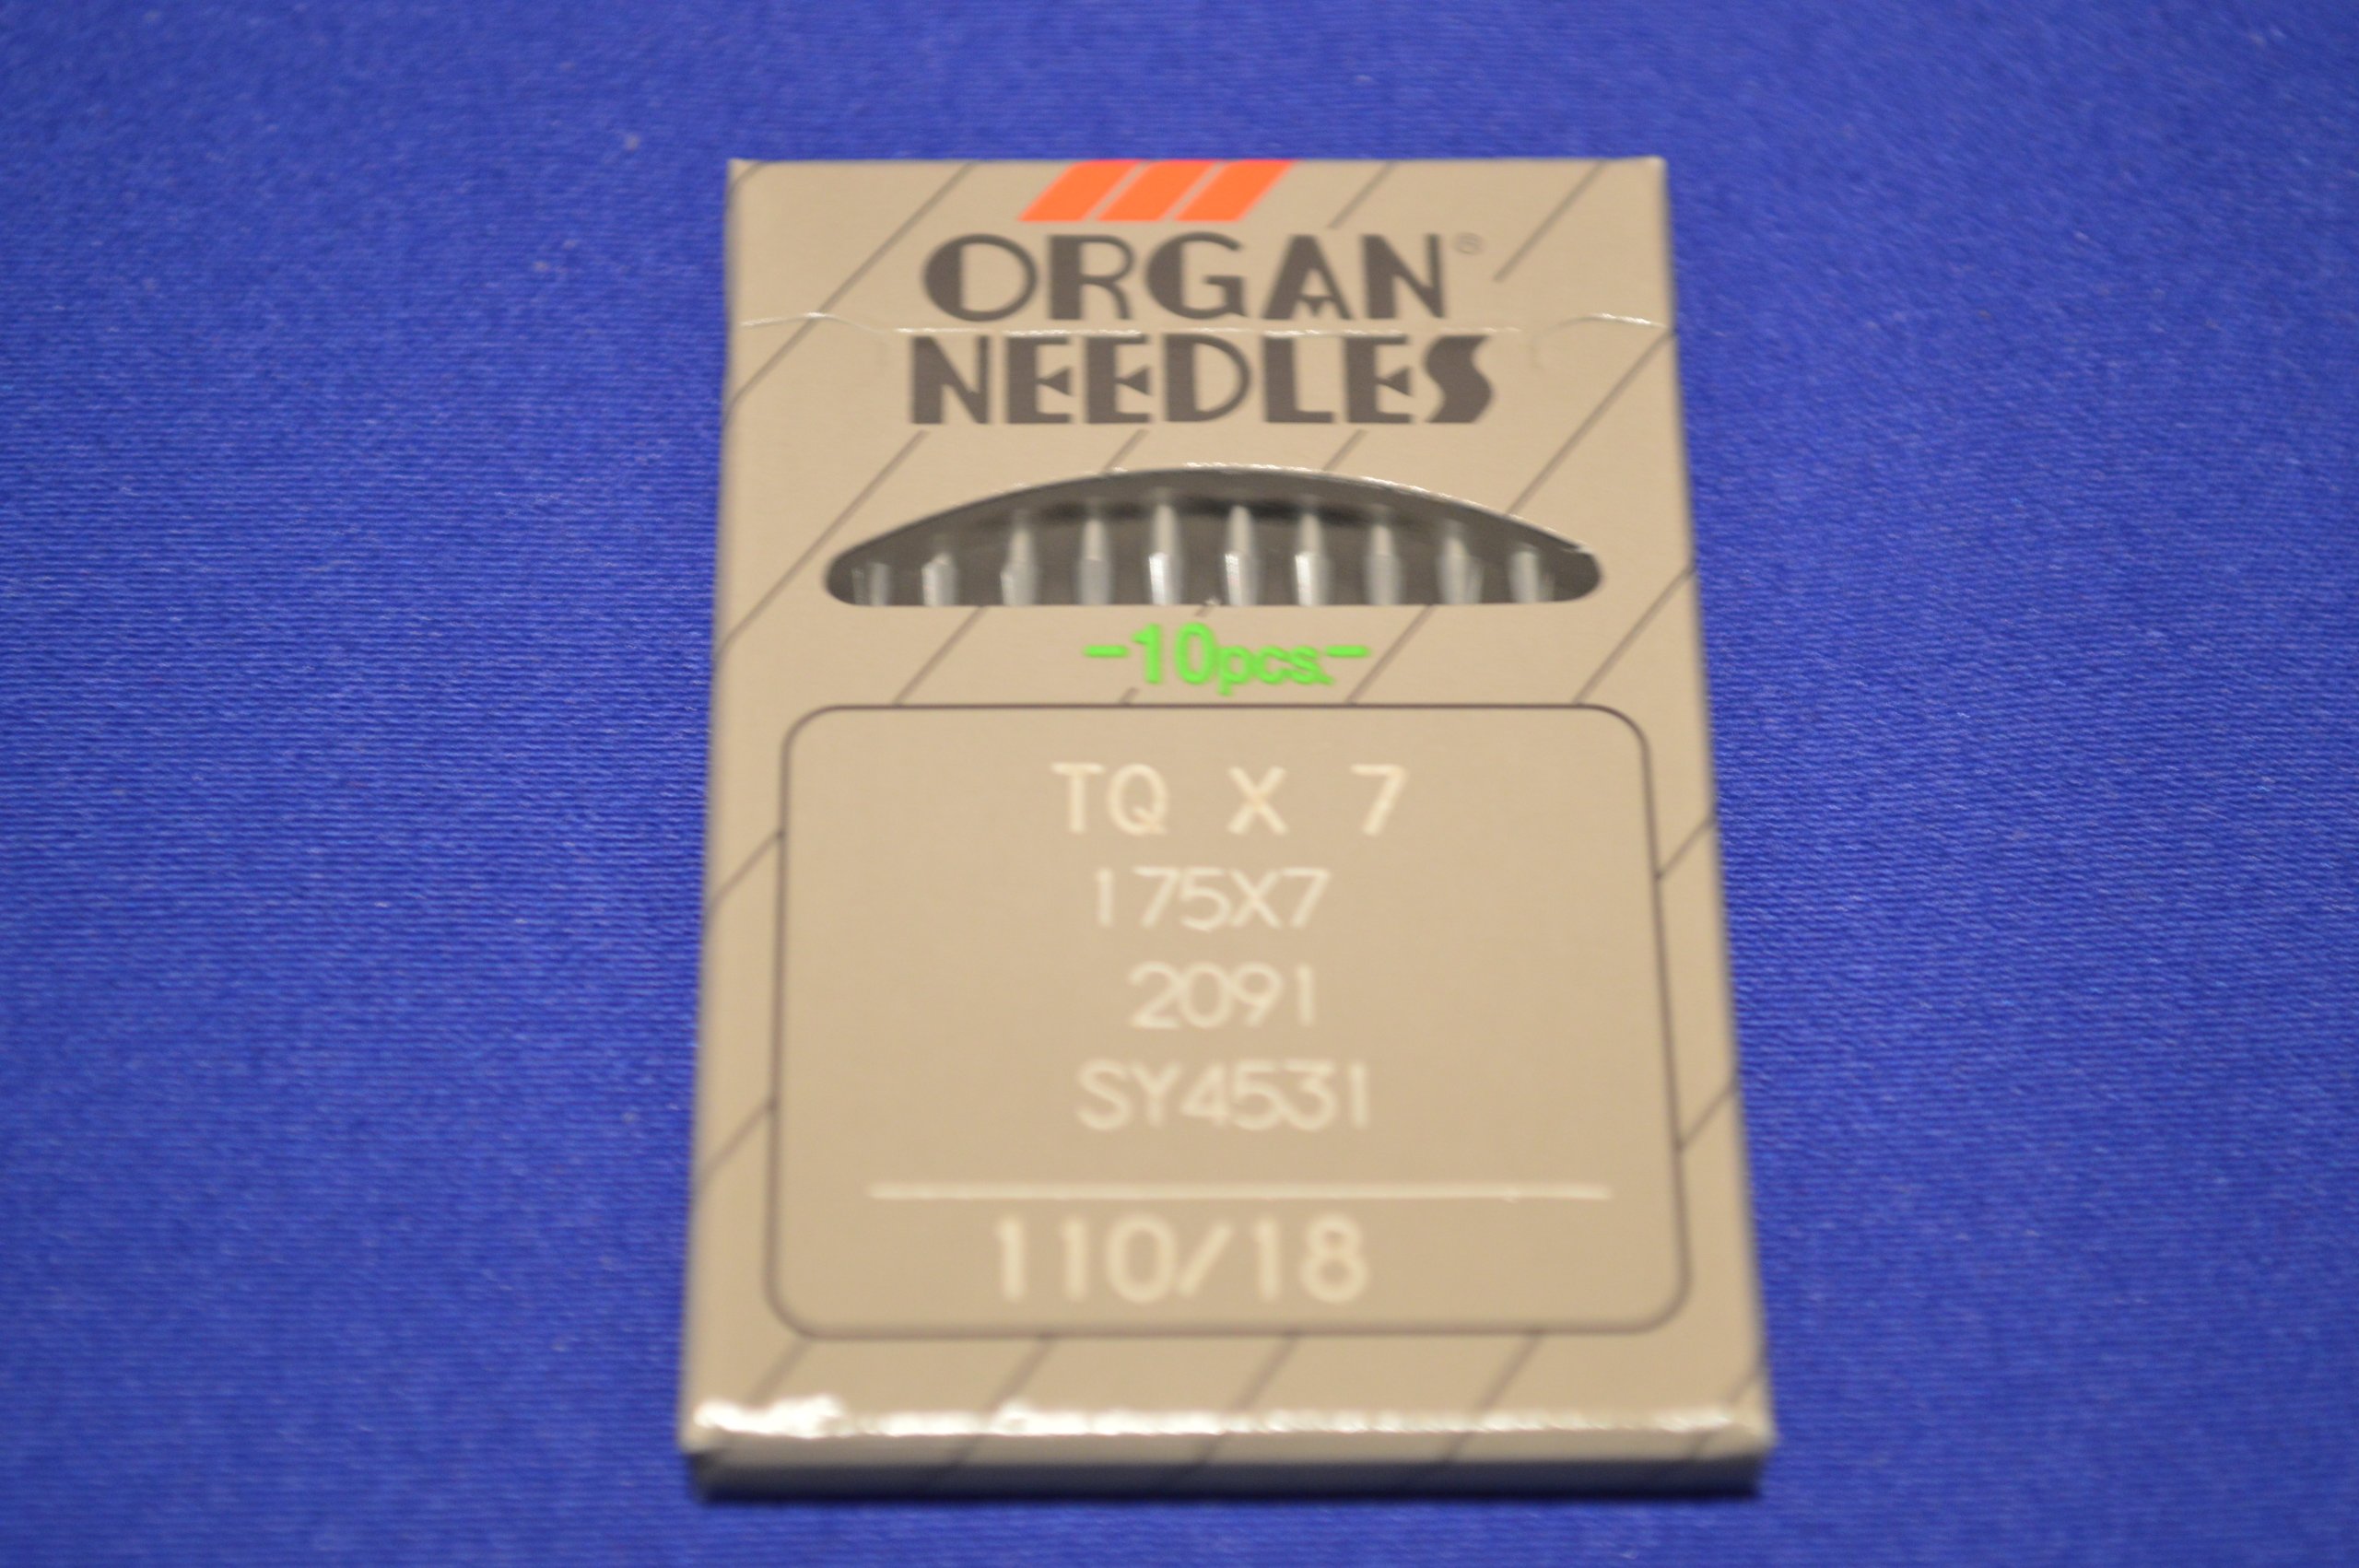 ORGAN®
NEEDLES
-10pcs.-
TQ X 7
175X7
2091
SY4531
110/18